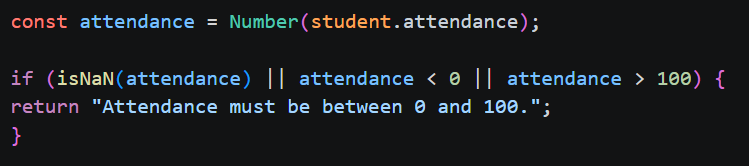 const attendance = Number(student.attendance);
if (isNaN(attendance) || attendance < 0 || attendance > 100) {
return "Attendance must be between 0 and 100.";
}